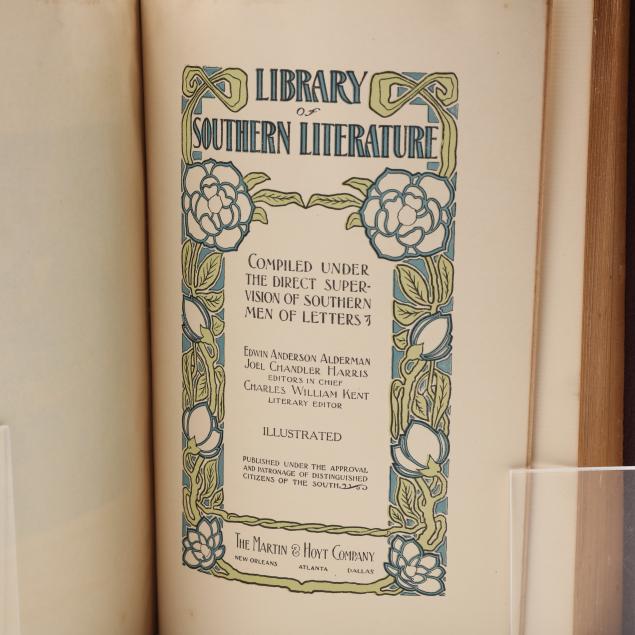 LIBRARY
OF
SOUTHERN LITERATURE
COMPILED UNDER
THE DIRECT SUPER-
VISION OF SOUTHERN
MEN OF LETTERS
EDWIN ANDERSON ALDERMAN
JOEL CHANDLER HARRIS
EDITORS IN CHIEF
CHARLES WILLIAM KENT
LITERARY EDITOR
ILLUSTRATED
PUBLISHED UNDER THE APPROVAL
AND PATRONAGE OF DISTINGUISHED
CITIZENS OF THE SOUTH
THE MARTIN & HOYT COMPANY
NEW ORLEANS ATLANTA DALLAS